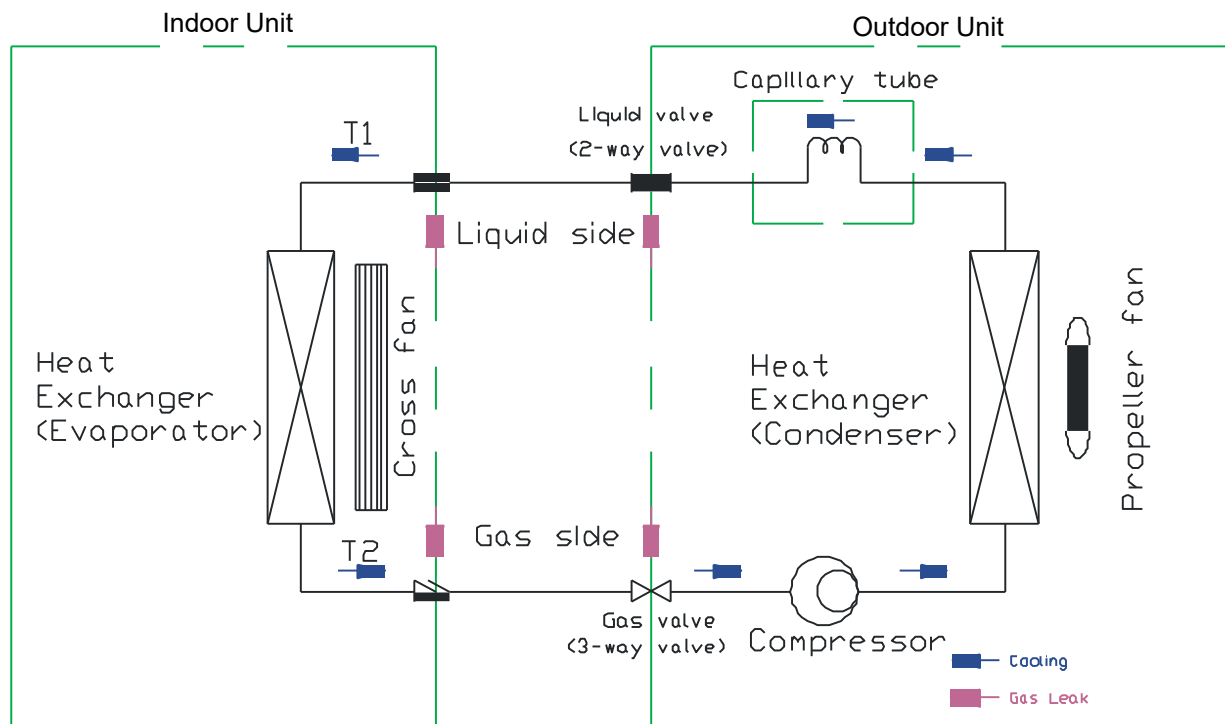 Indoor Unit
Outdoor Unit
Capillary tube
Liquid valve
(2-way valve)
T1
Liquid side
Heat
Exchanger
(Evaporator)
Cross fan
Heat
Exchanger
(Condenser)
Propeller fan
Gas side
T2
Gas valve
(3-way valve)
Compressor
Cooling
Gas Leak